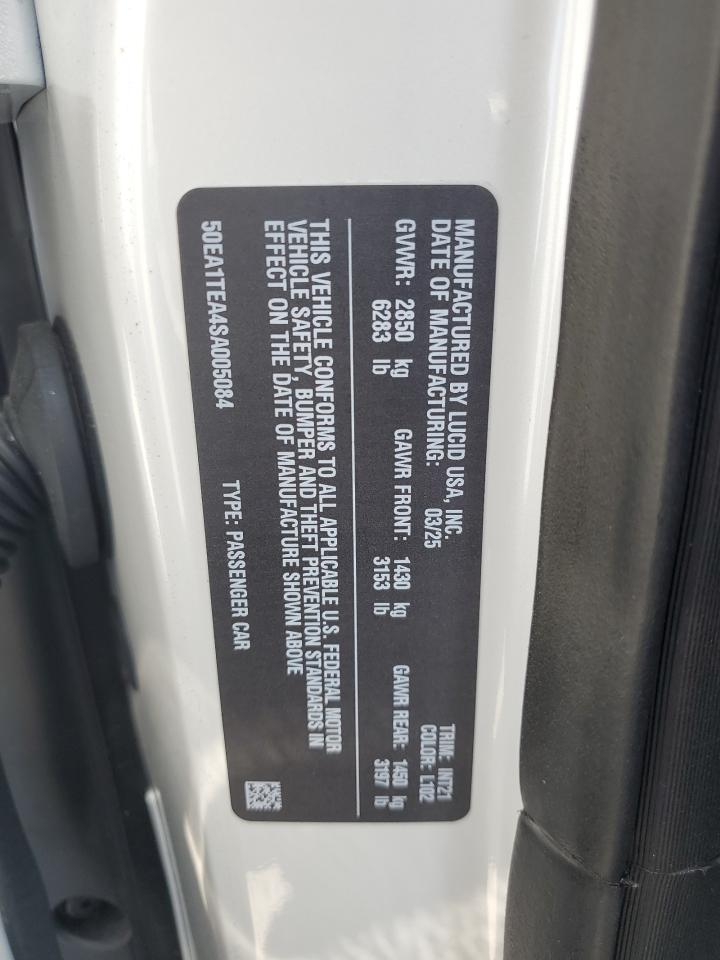 MANUFACTURED BY LUCID USA, INC.
DATE OF MANUFACTURING: 03/25
TRIM: INT21
COLOR: L102
GVWR: 2850 kg GAWR FRONT: 1430 kg GAWR REAR: 1450 kg
6283 lb 3153 lb 3197 lb
THIS VEHICLE CONFORMS TO ALL APPLICABLE U.S. FEDERAL MOTOR
VEHICLE SAFETY, BUMPER AND THEFT PREVENTION STANDARDS IN
EFFECT ON THE DATE OF MANUFACTURE SHOWN ABOVE
50EA1TEA4SA005084 TYPE: PASSENGER CAR